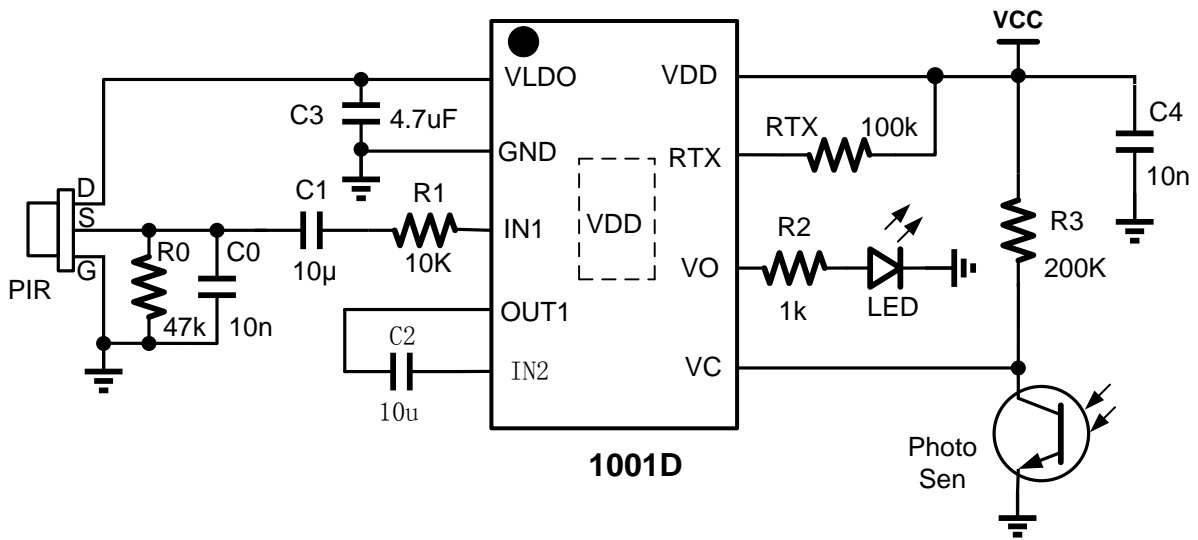 VCC
VLDO
VDD
C3
4.7uF
RTX
100k
C4
GND
RTX
10n
D
C1
R1
S
IN1
VDD
R2
R3
R0
C0
10µ
10K
VO
200K
G
PIR
LED
47k
10n
OUT1
1k
C2
IN2
VC
10u
1001D
Photo
Sen